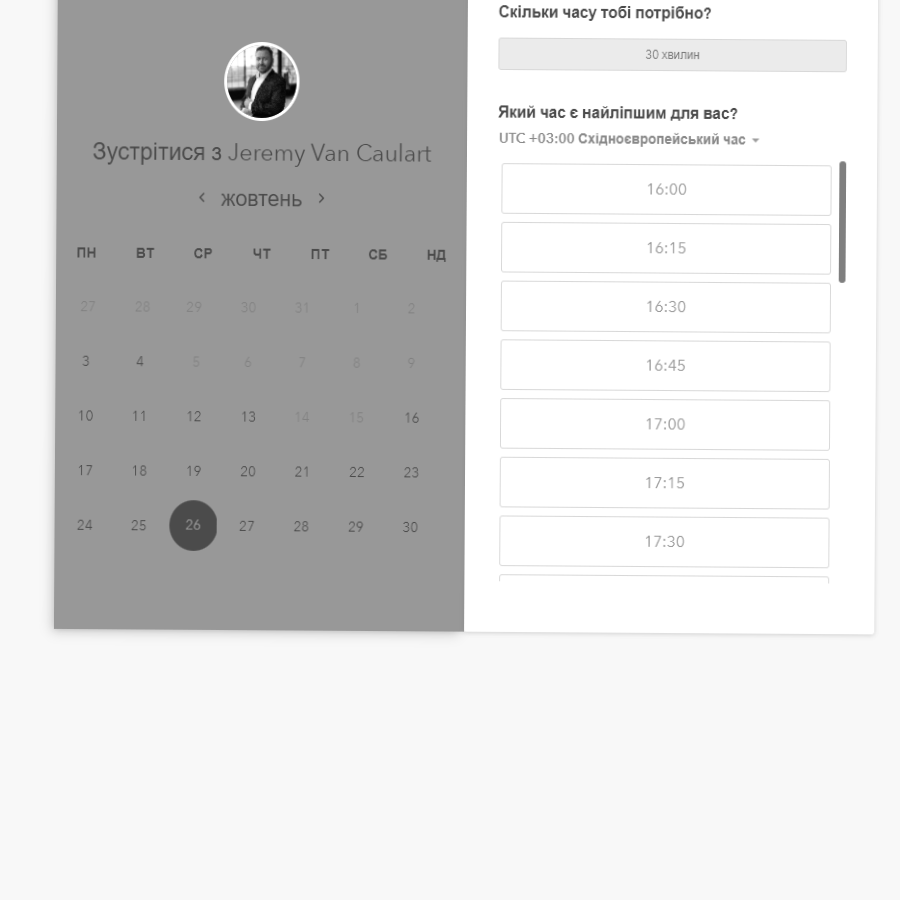 Зустрітися з Jeremy Van Caulart
жовтень
ПН ВТ СР ЧТ ПТ СБ НД
27 28 29 30 31 1 2
3 4 5 6 7 8 9
10 11 12 13 14 15 16
17 18 19 20 21 22 23
24 25 26 27 28 29 30
Скільки часу тобі потрібно?
30 хвилин
Який час є найліпшим для вас?
UTC +03:00 Східноєвропейський час
16:00
16:15
16:30
16:45
17:00
17:15
17:30